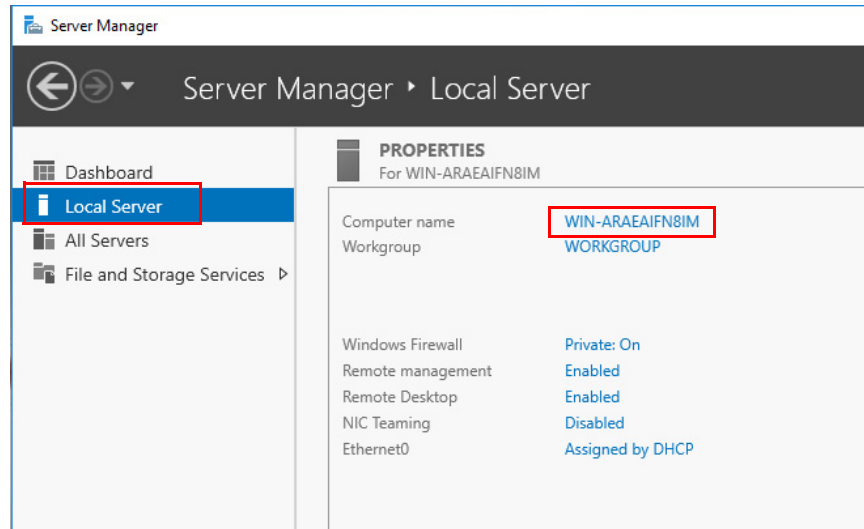 Server Manager
Server Manager ‣ Local Server
Dashboard
Local Server
All Servers
File and Storage Services
PROPERTIES
For WIN-ARAEAIFN8IM
Computer name WIN-ARAEAIFN8IM
Workgroup WORKGROUP
Windows Firewall Private: On
Remote management Enabled
Remote Desktop Enabled
NIC Teaming Disabled
Ethernet0 Assigned by DHCP